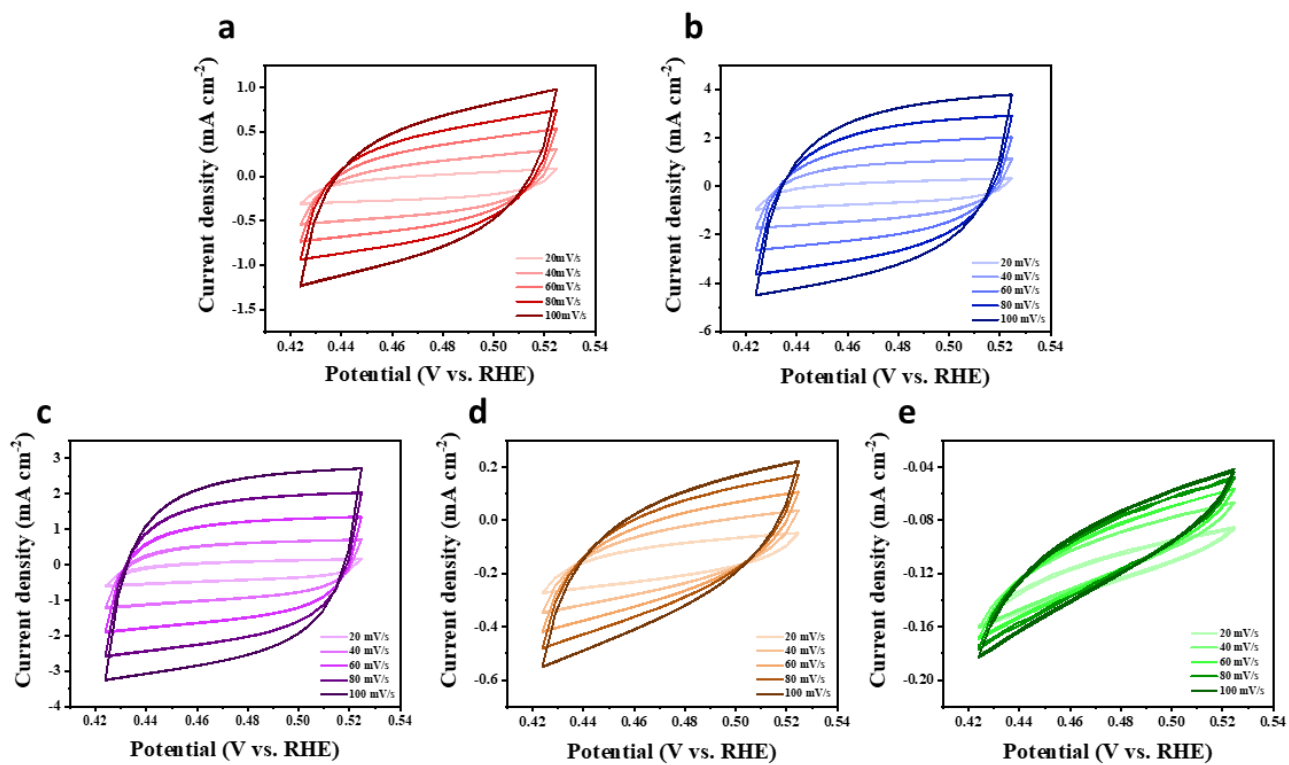 a
Current density (mA cm⁻²)
1.0
0.5
0.0
-0.5
-1.0
-1.5
0.42 0.44 0.46 0.48 0.50 0.52 0.54
Potential (V vs. RHE)
20mV/s
40mV/s
60mV/s
80mV/s
100mV/s
b
Current density (mA cm⁻²)
4
2
0
-2
-4
-6
0.42 0.44 0.46 0.48 0.50 0.52 0.54
Potential (V vs. RHE)
20 mV/s
40 mV/s
60 mV/s
80 mV/s
100 mV/s
c
Current density (mA cm⁻²)
3
2
1
0
-1
-2
-3
-4
0.42 0.44 0.46 0.48 0.50 0.52 0.54
Potential (V vs. RHE)
20 mV/s
40 mV/s
60 mV/s
80 mV/s
100 mV/s
d
Current density (mA cm⁻²)
0.2
0.0
-0.2
-0.4
-0.6
0.42 0.44 0.46 0.48 0.50 0.52 0.54
Potential (V vs. RHE)
20 mV/s
40 mV/s
60 mV/s
80 mV/s
100 mV/s
e
Current density (mA cm⁻²)
-0.04
-0.08
-0.12
-0.16
-0.20
0.42 0.44 0.46 0.48 0.50 0.52 0.54
Potential (V vs. RHE)
20 mV/s
40 mV/s
60 mV/s
80 mV/s
100 mV/s